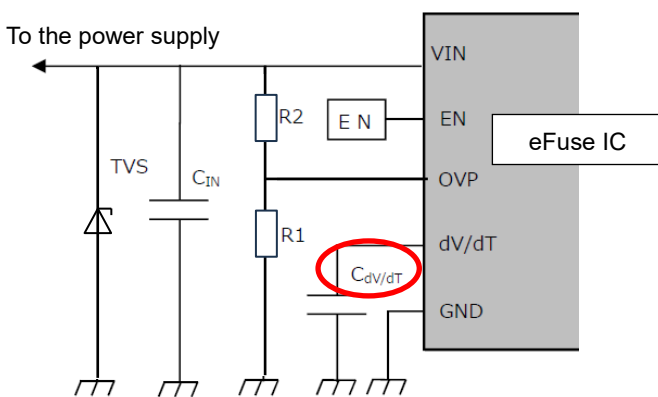 To the power supply
VIN
R2
E N
EN
eFuse IC
TVS
CIN
OVP
R1
dV/dT
CdV/dT
GND